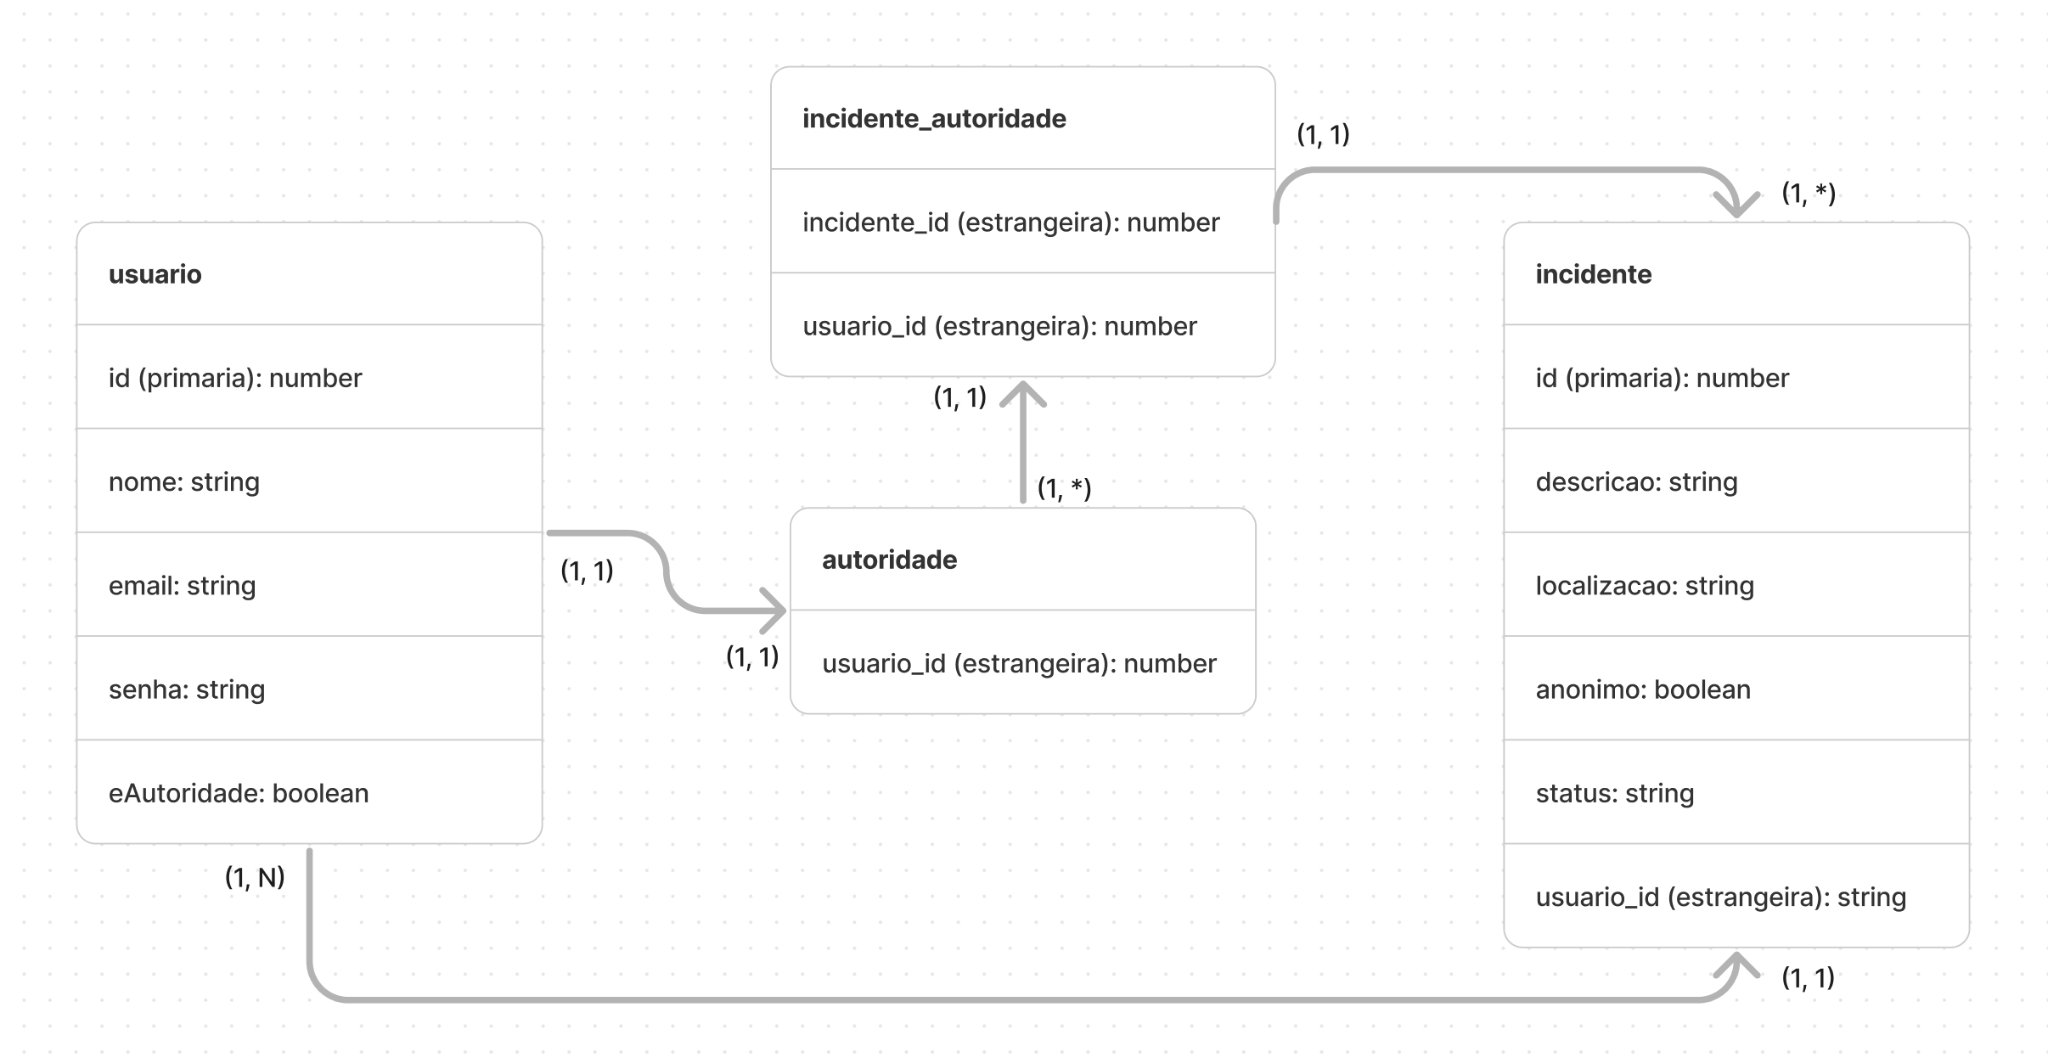 incidente_autoridade
incidente_id (estrangeira): number
usuario_id (estrangeira): number
(1, 1)
(1, *)
(1, 1)
(1, *)
usuario
id (primaria): number
nome: string
email: string
senha: string
eAutoridade: boolean
(1, 1)
(1, 1)
(1, N)
autoridade
usuario_id (estrangeira): number
incidente
id (primaria): number
descricao: string
localizacao: string
anonimo: boolean
status: string
usuario_id (estrangeira): string
(1, 1)